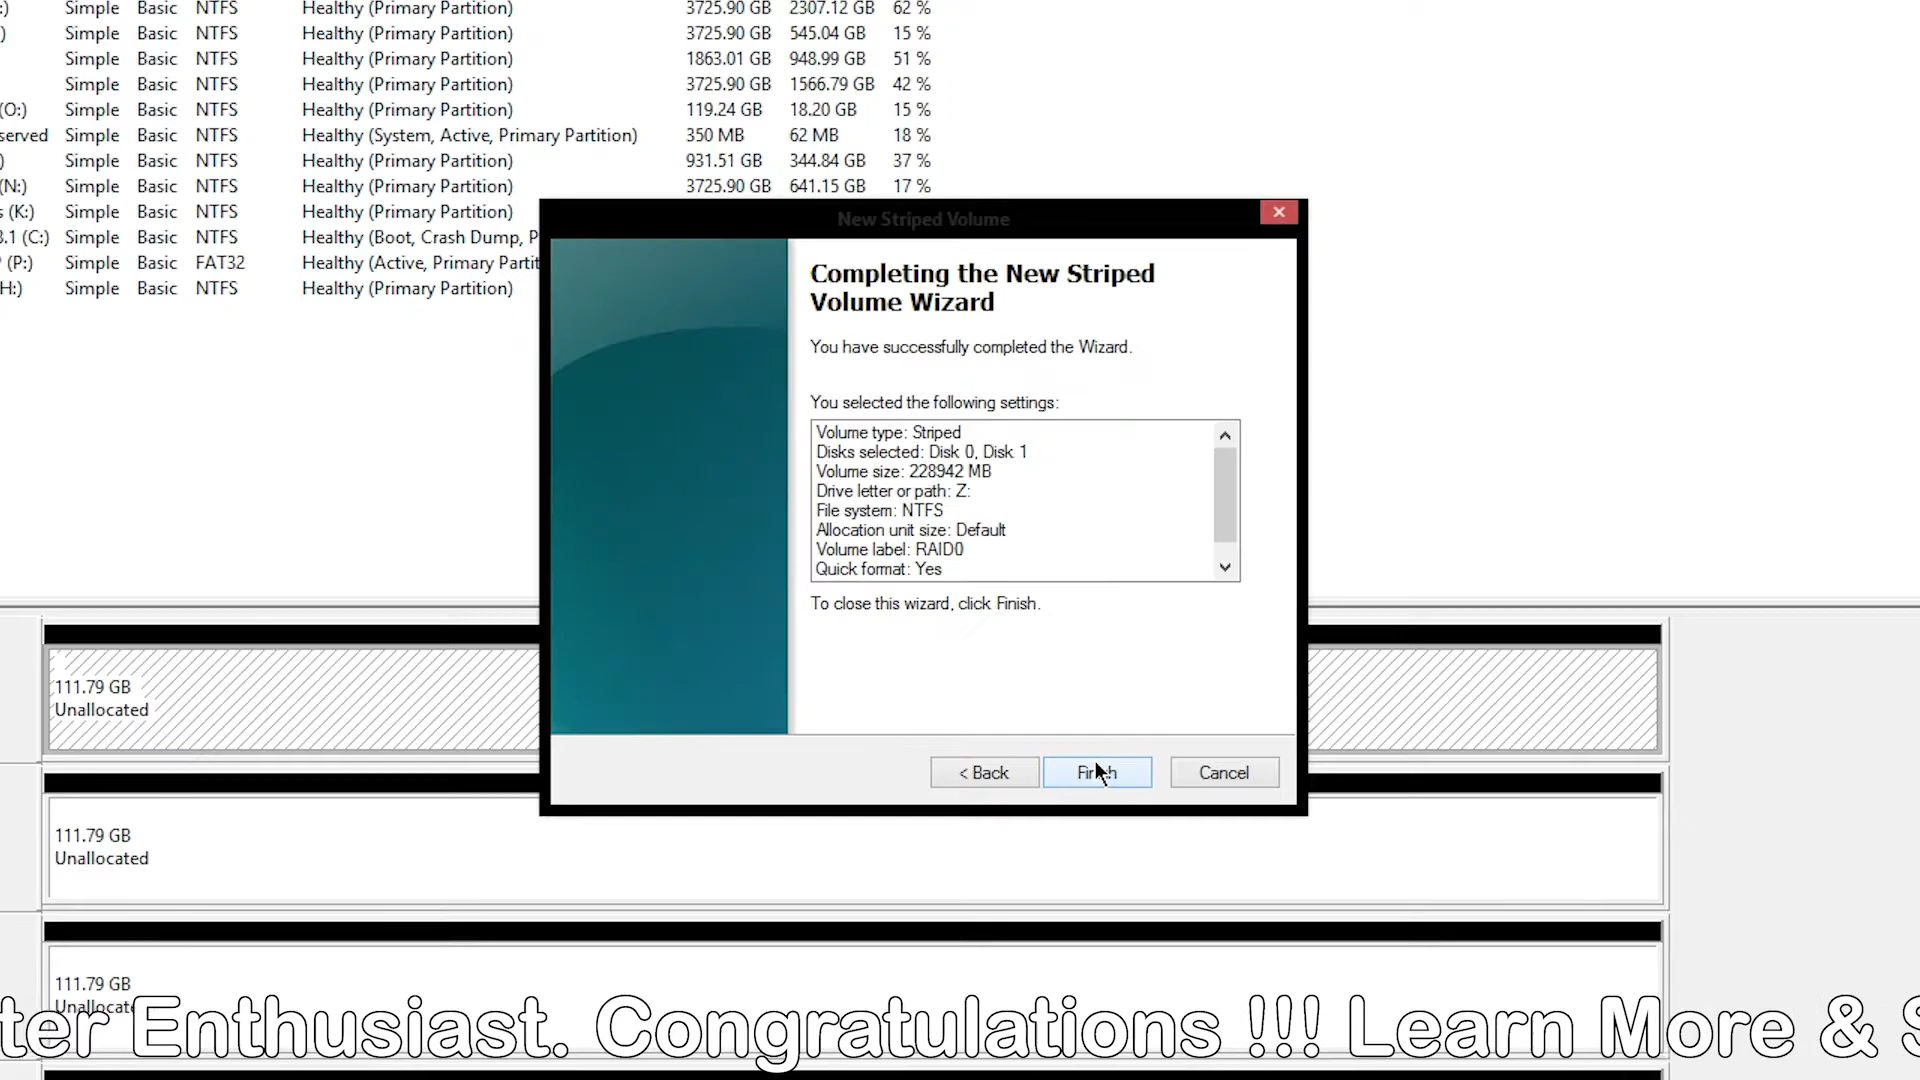 :) Simple Basic NTFS Healthy (Primary Partition) 3725.90 GB 2307.12 GB 62 %
) Simple Basic NTFS Healthy (Primary Partition) 3725.90 GB 545.04 GB 15 %
Simple Basic NTFS Healthy (Primary Partition) 1863.01 GB 948.99 GB 51 %
Simple Basic NTFS Healthy (Primary Partition) 3725.90 GB 1566.79 GB 42 %
(O:) Simple Basic NTFS Healthy (Primary Partition) 119.24 GB 18.20 GB 15 %
served Simple Basic NTFS Healthy (System, Active, Primary Partition) 350 MB 62 MB 18 %
) Simple Basic NTFS Healthy (Primary Partition) 931.51 GB 344.84 GB 37 %
(N:) Simple Basic NTFS Healthy (Primary Partition) 3725.90 GB 641.15 GB 17 %
s (K:) Simple Basic NTFS Healthy (Primary Partition)
8.1 (C:) Simple Basic NTFS Healthy (Boot, Crash Dump, P
(P:) Simple Basic FAT32 Healthy (Active, Primary Partit
H:) Simple Basic NTFS Healthy (Primary Partition)
New Striped Volume
Completing the New Striped
Volume Wizard
You have successfully completed the Wizard.
You selected the following settings:
Volume type: Striped
Disks selected: Disk 0, Disk 1
Volume size: 228942 MB
Drive letter or path: Z:
File system: NTFS
Allocation unit size: Default
Volume label: RAID0
Quick format: Yes
To close this wizard, click Finish.
< Back Finish Cancel
111.79 GB
Unallocated
111.79 GB
Unallocated
111.79 GB
Unallocate
ter Enthusiast. Congratulations !!! Learn More & S